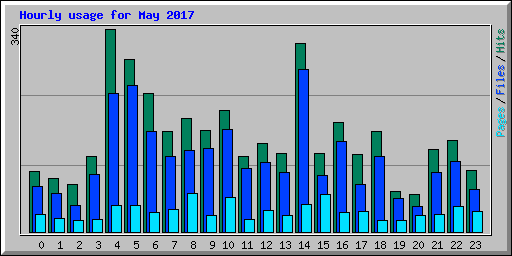 Hourly usage for May 2017
340
Pages / Files / Hits
0 1 2 3 4 5 6 7 8 9 10 11 12 13 14 15 16 17 18 19 20 21 22 23